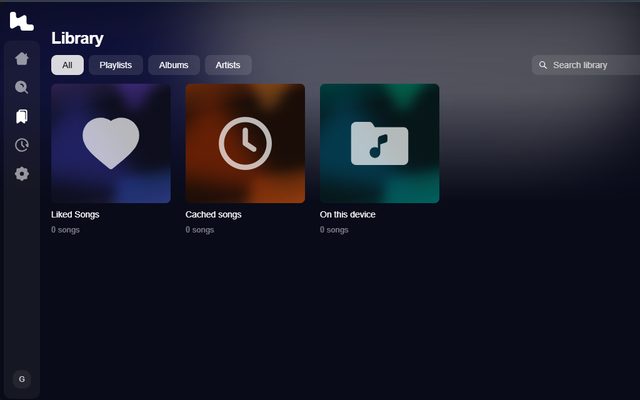 Library
All
Playlists
Albums
Artists
Search library
Liked Songs
Cached songs
On this device
0 songs
0 songs
0 songs
G